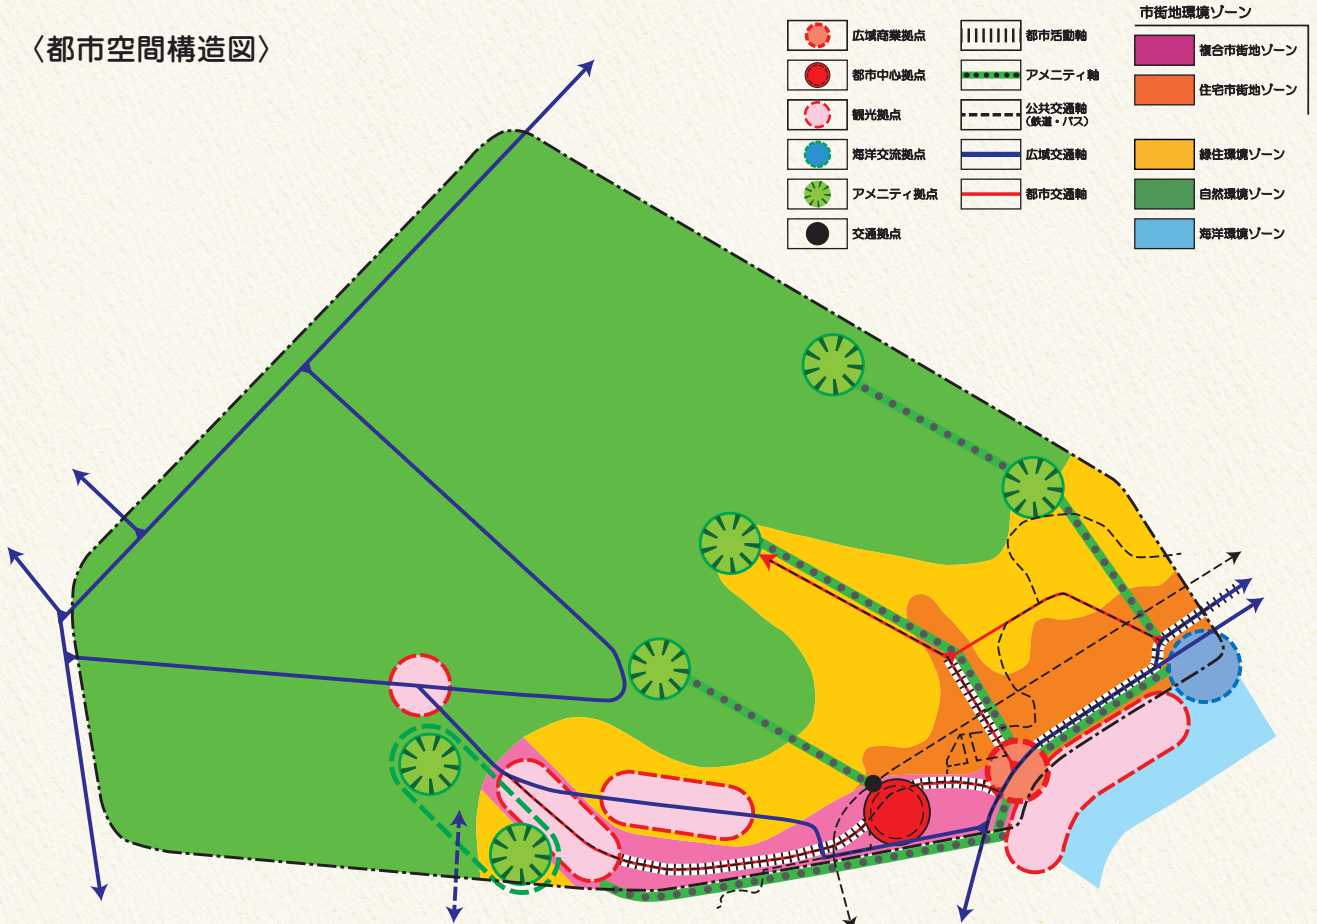 〈都市空間構造図〉
広域商業拠点
都市中心拠点
観光拠点
海洋交流拠点
アメニティ拠点
交通拠点
都市活動軸
アメニティ軸
公共交通軸
（鉄道・バス）
広域交通軸
都市交通軸
市街地環境ゾーン
複合市街地ゾーン
住宅市街地ゾーン
緑住環境ゾーン
自然環境ゾーン
海洋環境ゾーン